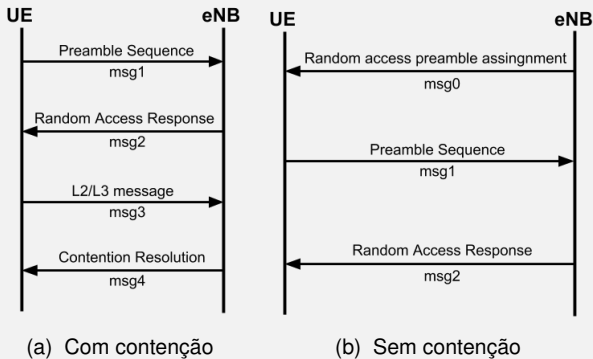 UE eNB
Preamble Sequence
msg1
Random Access Response
msg2
L2/L3 message
msg3
Contention Resolution
msg4
(a) Com contenção
UE eNB
Random access preamble assingnment
msg0
Preamble Sequence
msg1
Random Access Response
msg2
(b) Sem contenção